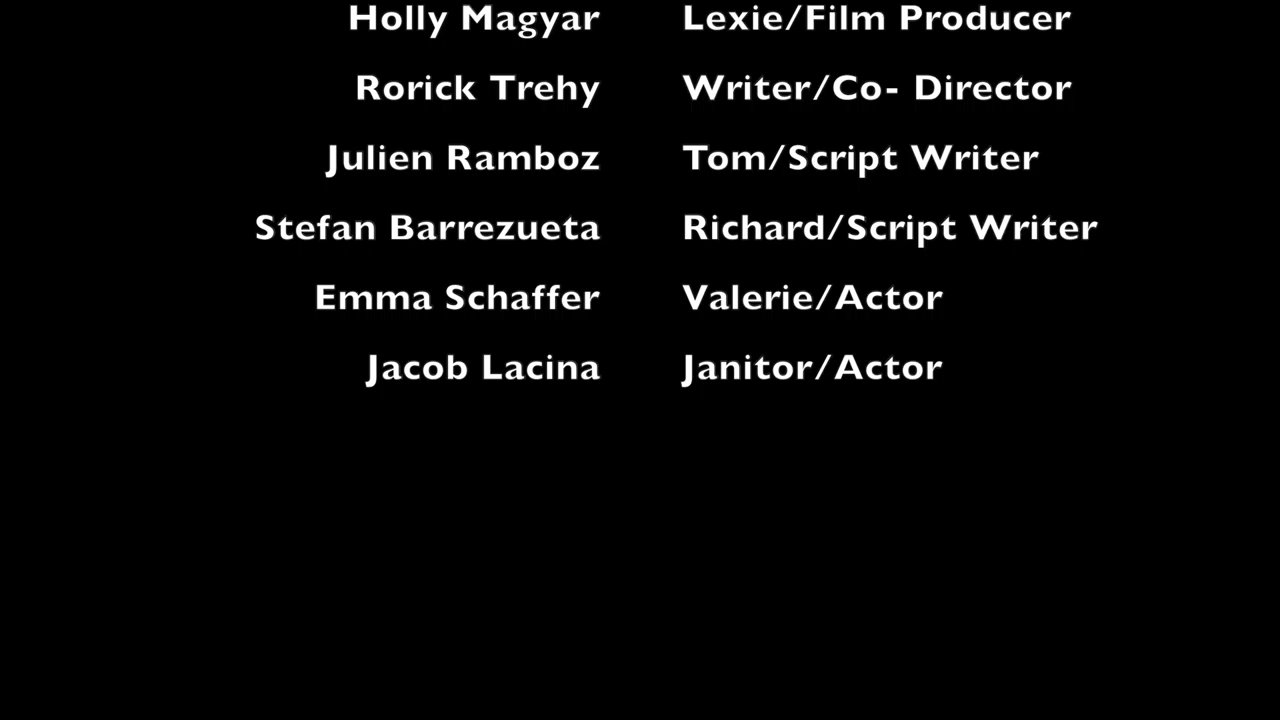 Holly Magyar Lexie/Film Producer
Rorick Trehy Writer/Co- Director
Julien Ramboz Tom/Script Writer
Stefan Barrezueta Richard/Script Writer
Emma Schaffer Valerie/Actor
Jacob Lacina Janitor/Actor